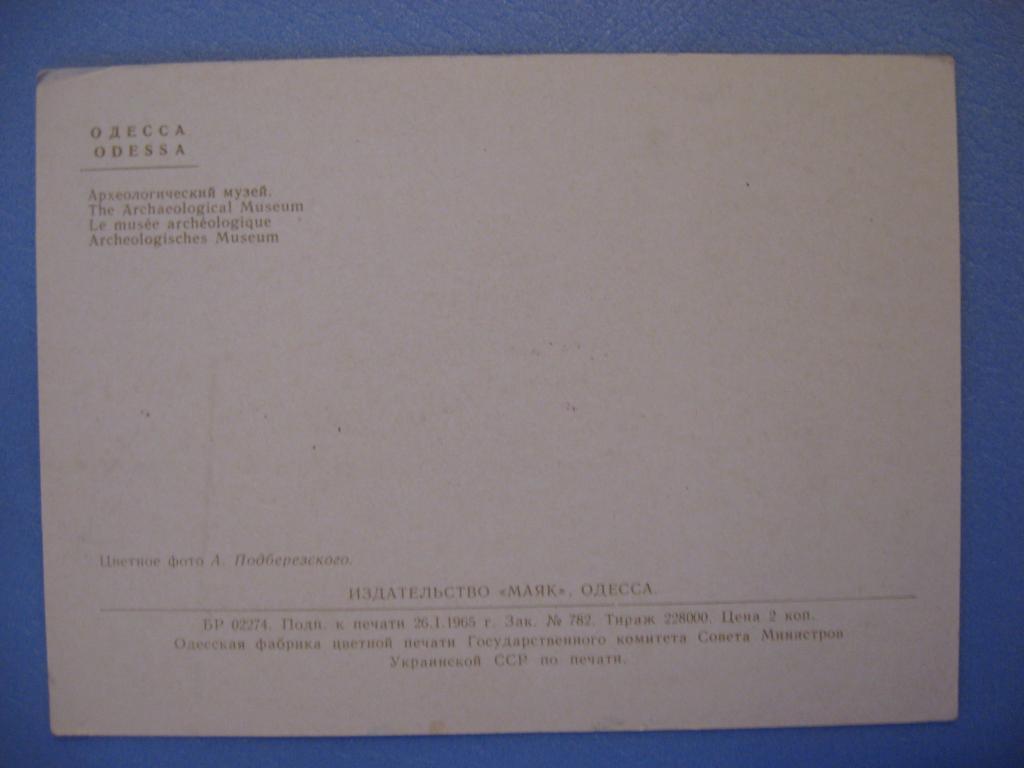 ОДЕССА
ODESSA
Археологический музей.
The Archaeological Museum
Le musée archéologique
Archeologisches Museum
Цветное фото А. Подберезского.
ИЗДАТЕЛЬСТВО «МАЯК», ОДЕССА.
БР 02274. Подп. к печати 26.1.1965 г. Зак. № 782. Тираж 228000. Цена 2 коп.
Одесская фабрика цветной печати Государственного комитета Совета Министров
Украинской ССР по печати.